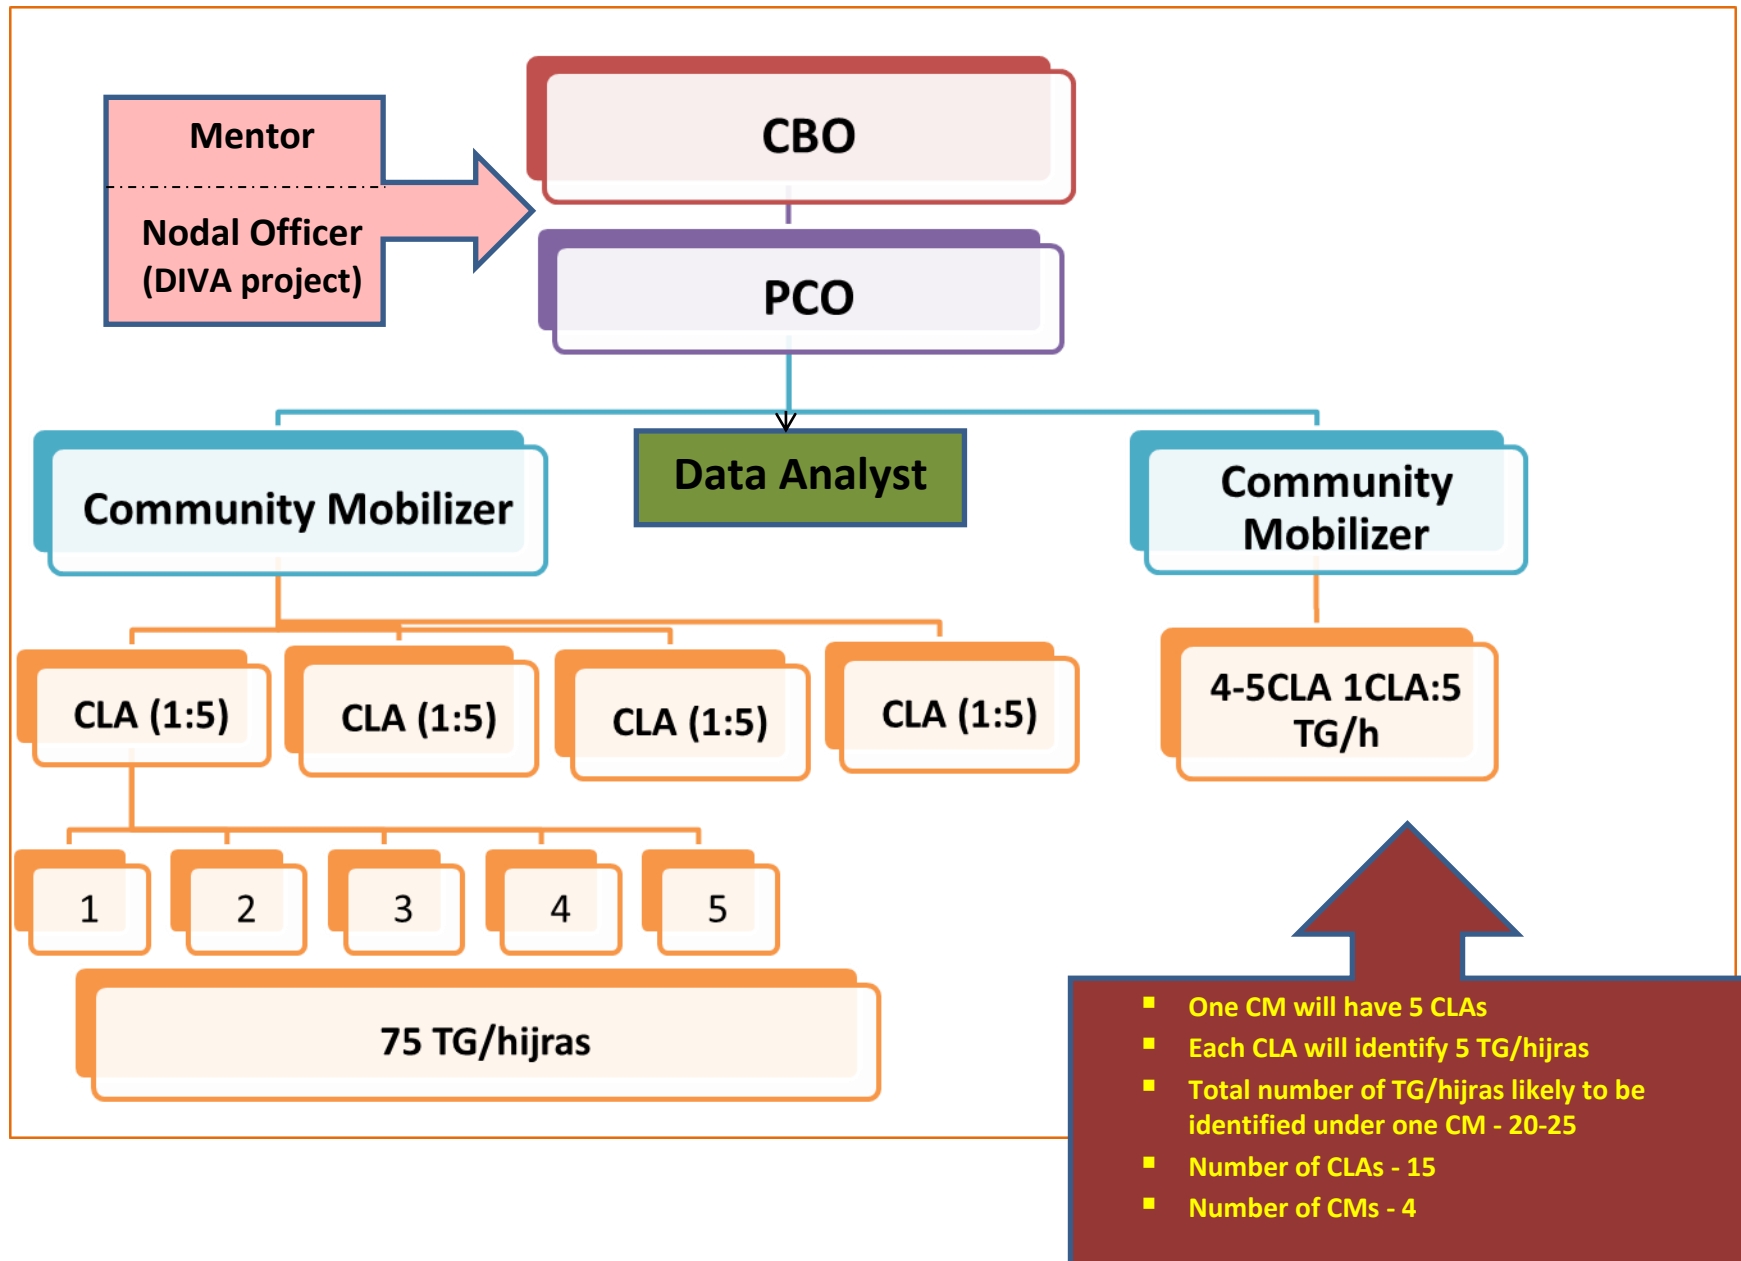 Mentor
Nodal Officer
(DIVA project)
CBO
PCO
Community Mobilizer
Data Analyst
Community
Mobilizer
CLA (1:5)
CLA (1:5)
CLA (1:5)
CLA (1:5)
4-5CLA 1CLA:5
TG/h
1
2
3
4
5
75 TG/hijras
▪ One CM will have 5 CLAs
▪ Each CLA will identify 5 TG/hijras
▪ Total number of TG/hijras likely to be
identified under one CM - 20-25
▪ Number of CLAs - 15
▪ Number of CMs - 4